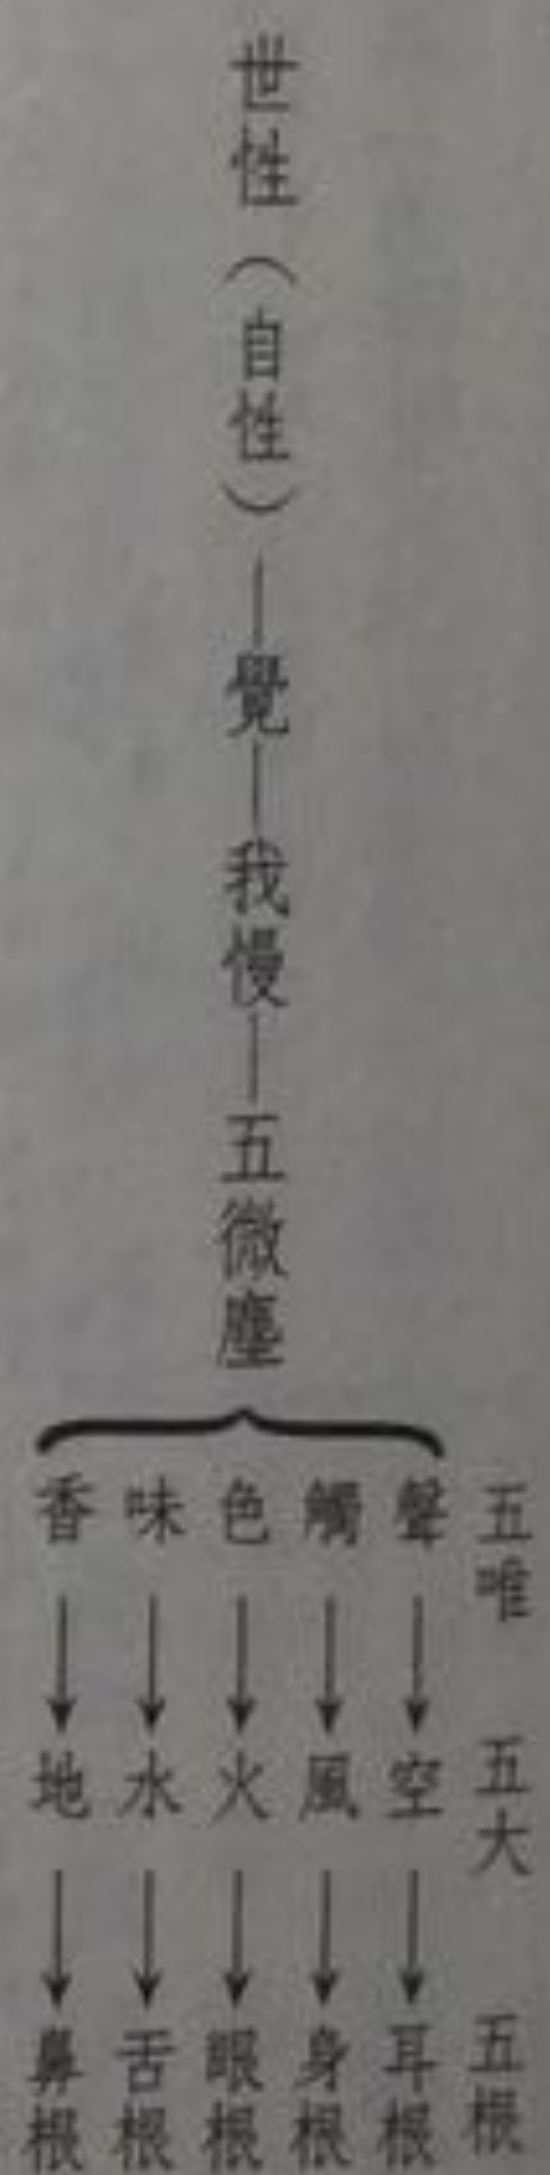 世性（自性）—覺—我慢—五微塵
五唯 五大 五根
聲 空 耳根
觸 風 身根
色 火 眼根
味 水 舌根
香 地 鼻根